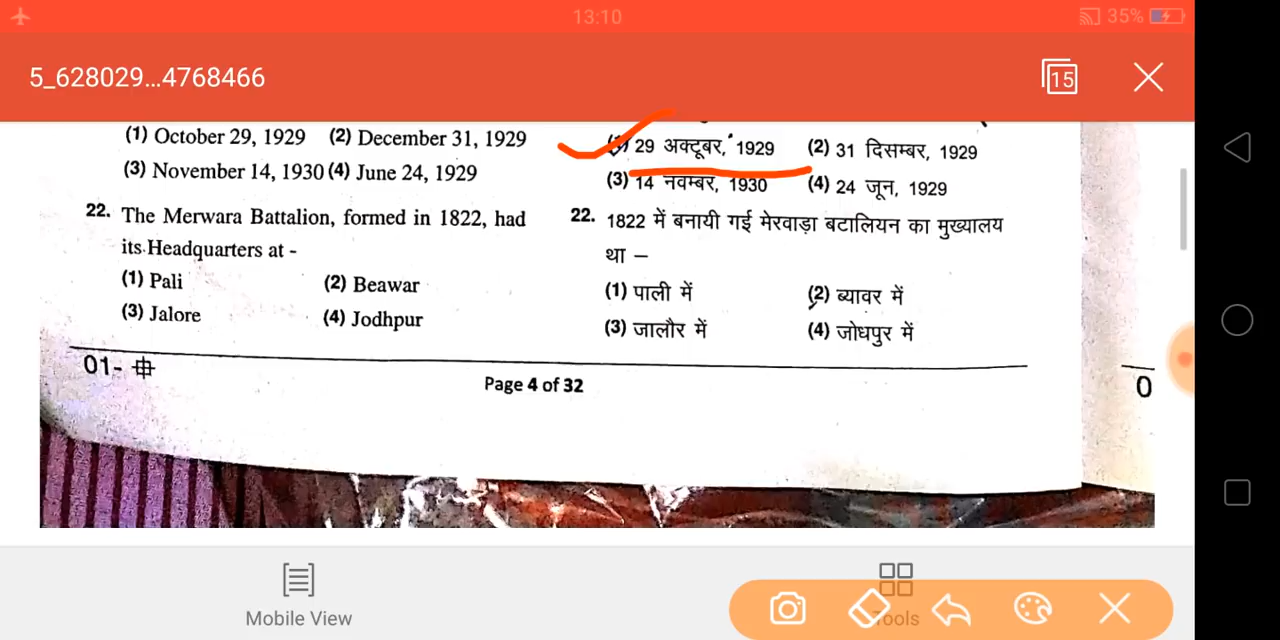 13:10
35%
5_628029...4768466
15
(1) October 29, 1929 (2) December 31, 1929
(3) November 14, 1930 (4) June 24, 1929
22. The Merwara Battalion, formed in 1822, had
its Headquarters at -
(1) Pali (2) Beawar
(3) Jalore (4) Jodhpur
(1) 29 अक्टूबर, 1929 (2) 31 दिसम्बर, 1929
(3) 14 नवम्बर, 1930 (4) 24 जून, 1929
22. 1822 में बनायी गई मेरवाड़ा बटालियन का मुख्यालय
था –
(1) पाली में (2) ब्यावर में
(3) जालौर में (4) जोधपुर में
01- 中
Page 4 of 32
0
Mobile View
Tools